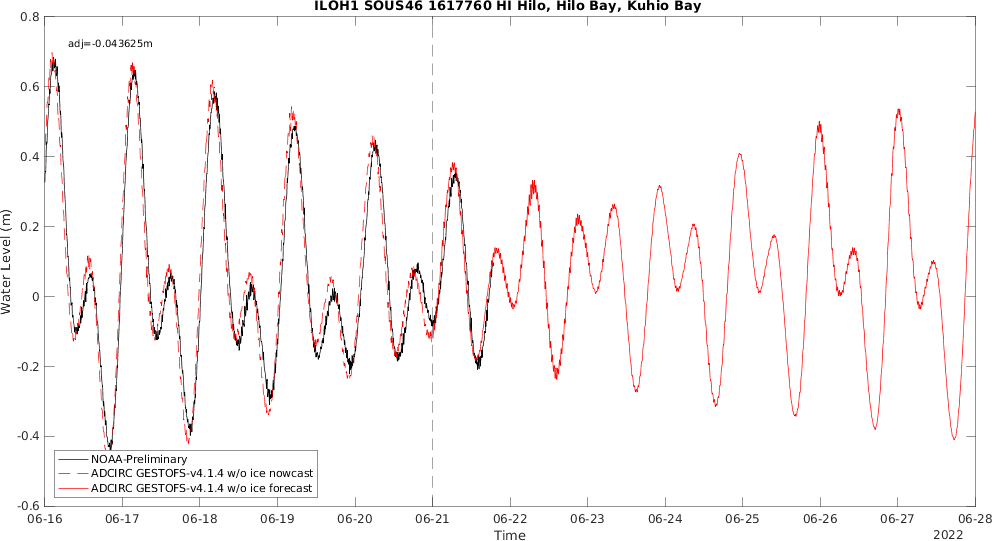 ILOH1 SOUS46 1617760 HI Hilo, Hilo Bay, Kuhio Bay
adj=-0.043625m
0.8
0.6
0.4
0.2
0
-0.2
-0.4
-0.6
Water Level (m)
NOAA-Preliminary
ADCIRC GESTOFS-v4.1.4 w/o ice nowcast
ADCIRC GESTOFS-v4.1.4 w/o ice forecast
06-16 06-17 06-18 06-19 06-20 06-21 06-22 06-23 06-24 06-25 06-26 06-27 06-28
Time
2022